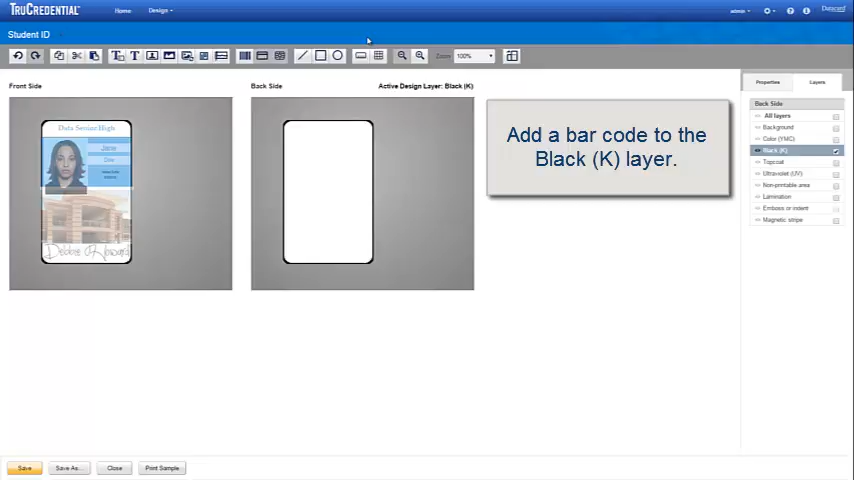 TruCredential
Home
Design
admin
Datacard
Student ID
Zoom 100%
Front Side
Back Side
Active Design Layer: Black (K)
Data Senior High
Jane
Doe
Debbie Howard
Add a bar code to the
Black (K) layer.
Properties
Layers
Back Side
All layers
Background
Color (YMC)
Black (K)
Topcoat
Ultraviolet (UV)
Non-printable area
Lamination
Emboss or indent
Magnetic stripe
Save
Save As...
Close
Print Sample